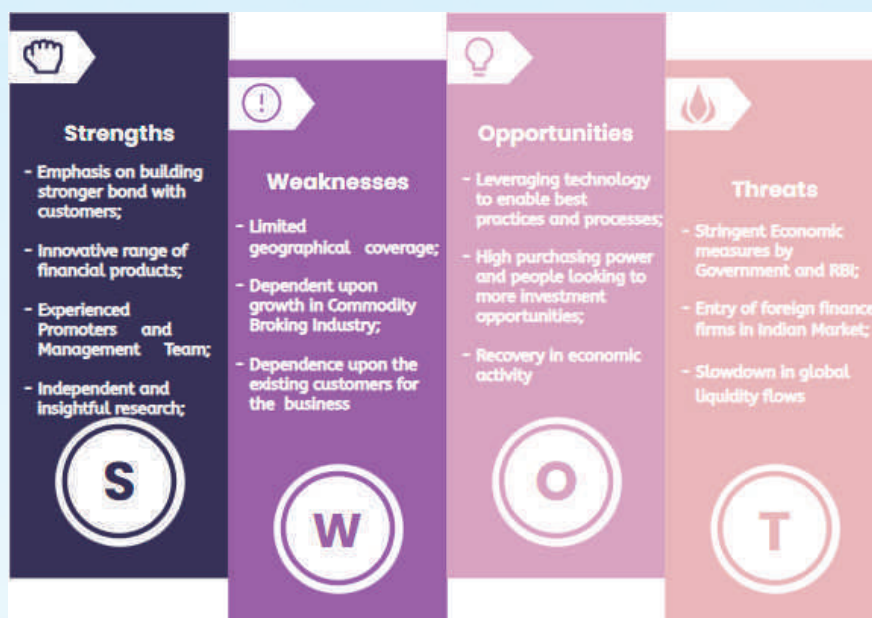 Strengths
- Emphasis on building
stronger bond with
customers;
- Innovative range of
financial products;
- Experienced
Promoters and
Management Team;
- Independent and
insightful research;
S
Weaknesses
- Limited
geographical coverage;
- Dependent upon
growth in Commodity
Broking Industry;
- Dependence upon the
existing customers for
the business
W
Opportunities
- Leveraging technology
to enable best
practices and processes;
- High purchasing power
and people looking to
more investment
opportunities;
- Recovery in economic
activity
O
Threats
- Stringent Economic
measures by
Government and RBI;
- Entry of foreign finance
firms in Indian Market;
- Slowdown in global
liquidity flows
T